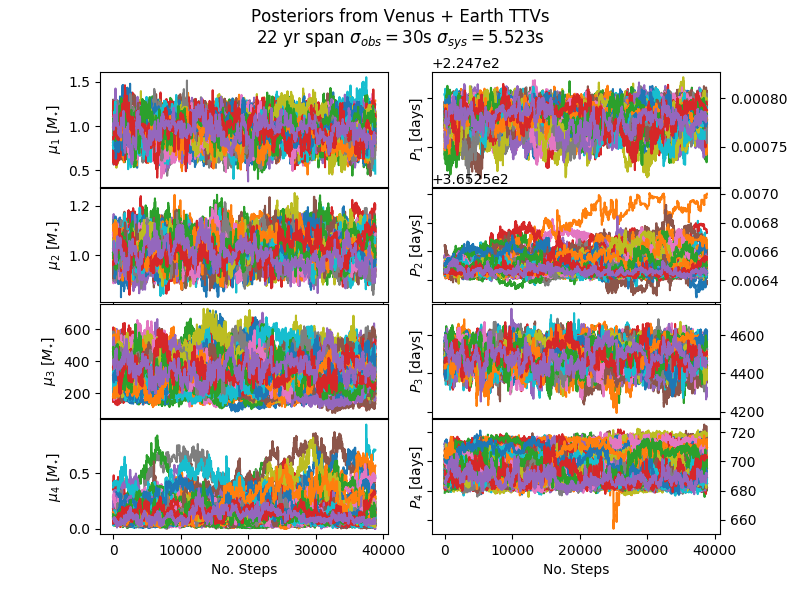 Posteriors from Venus + Earth TTVs
22 yr span σ_obs = 30s σ_sys = 5.523s
+2.247e2
1.5
1.0
0.5
μ₁ [M⋆]
P₁ [days]
0.00080
0.00075
+3.6525e2
1.2
1.0
μ₂ [M⋆]
P₂ [days]
0.0070
0.0068
0.0066
0.0064
600
400
200
μ₃ [M⋆]
P₃ [days]
4600
4400
4200
0.5
0.0
μ₄ [M⋆]
P₄ [days]
720
700
680
660
0 10000 20000 30000 40000
0 10000 20000 30000 40000
No. Steps
No. Steps